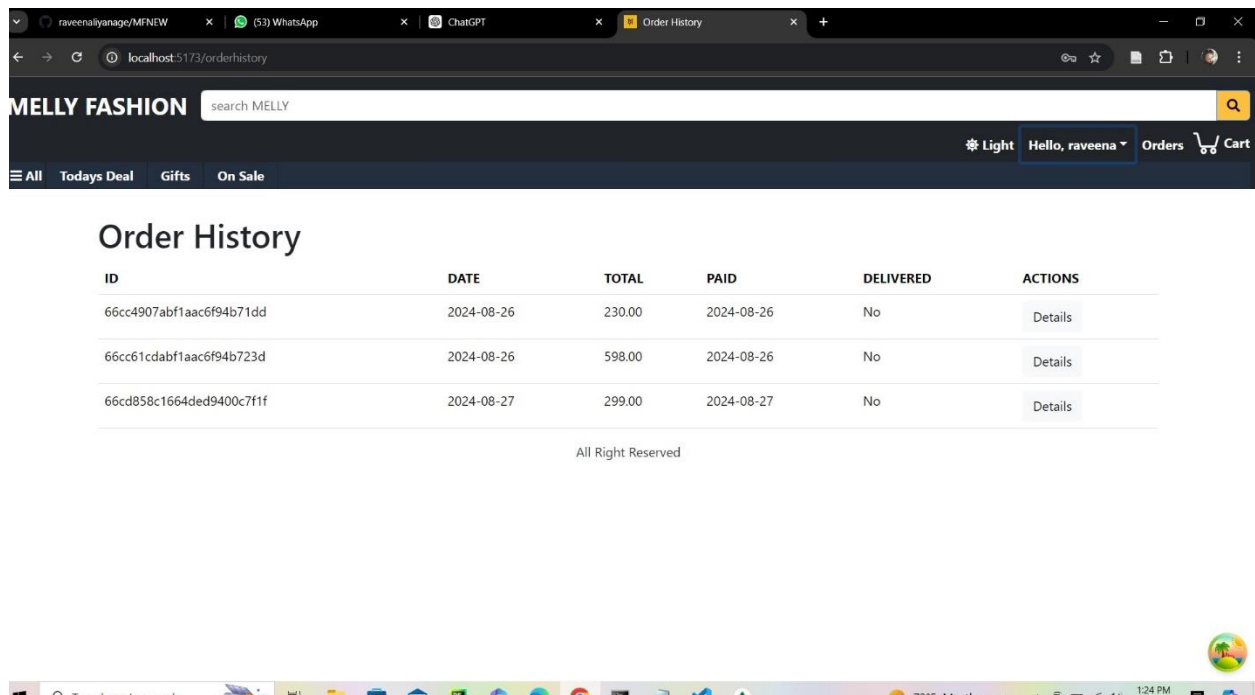 raveenaliyanage/MFNEW
(53) WhatsApp
ChatGPT
Order History
localhost:5173/orderhistory
MELLY FASHION
search MELLY
Light Hello, raveena Orders Cart
All Todays Deal Gifts On Sale
Order History
ID DATE TOTAL PAID DELIVERED ACTIONS
66cc4907abf1aac6f94b71dd 2024-08-26 230.00 2024-08-26 No Details
66cc61cdabf1aac6f94b723d 2024-08-26 598.00 2024-08-26 No Details
66cd858c1664ded9400c7f1f 2024-08-27 299.00 2024-08-27 No Details
All Right Reserved
1:24 PM